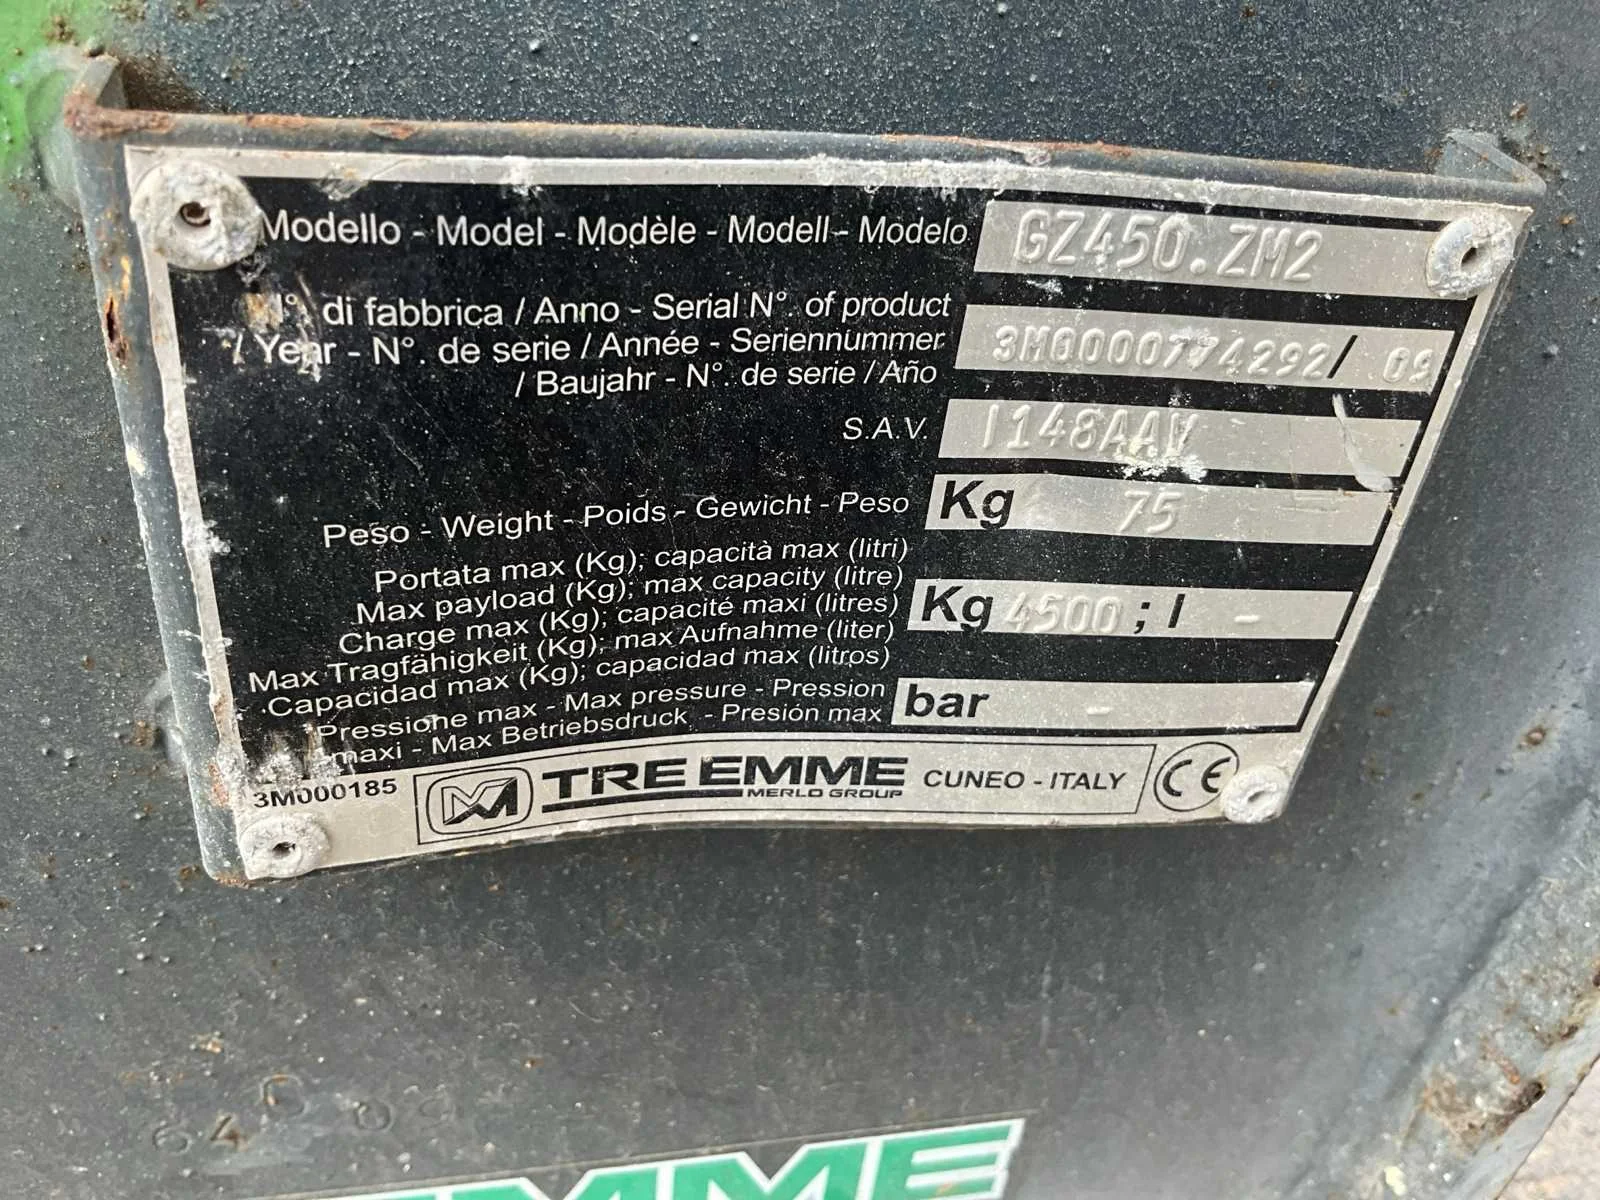 Modello - Model - Modèle - Modell - Modelo GZ450.ZM2
N°. di fabbrica / Anno - Serial N°. of product
/ Year - N°. de serie / Année - Seriennummer 3M0000774292/ 09
/ Baujahr - N°. de serie / Año
S.A.V. I148AAW
Peso - Weight - Poids - Gewicht - Peso Kg 75
Portata max (Kg); capacità max (litri)
Max payload (Kg); max capacity (litre)
Charge max (Kg); capacité maxi (litres) Kg 4500 ; l -
Max Tragfähigkeit (Kg); max Aufnahme (liter)
Capacidad max (Kg); capacidad max (litros)
Pressione max - Max pressure - Pression bar -
maxi - Max Betriebsdruck - Presión max
3M000185 TRE EMME CUNEO - ITALY CE
MERLO GROUP
EMME